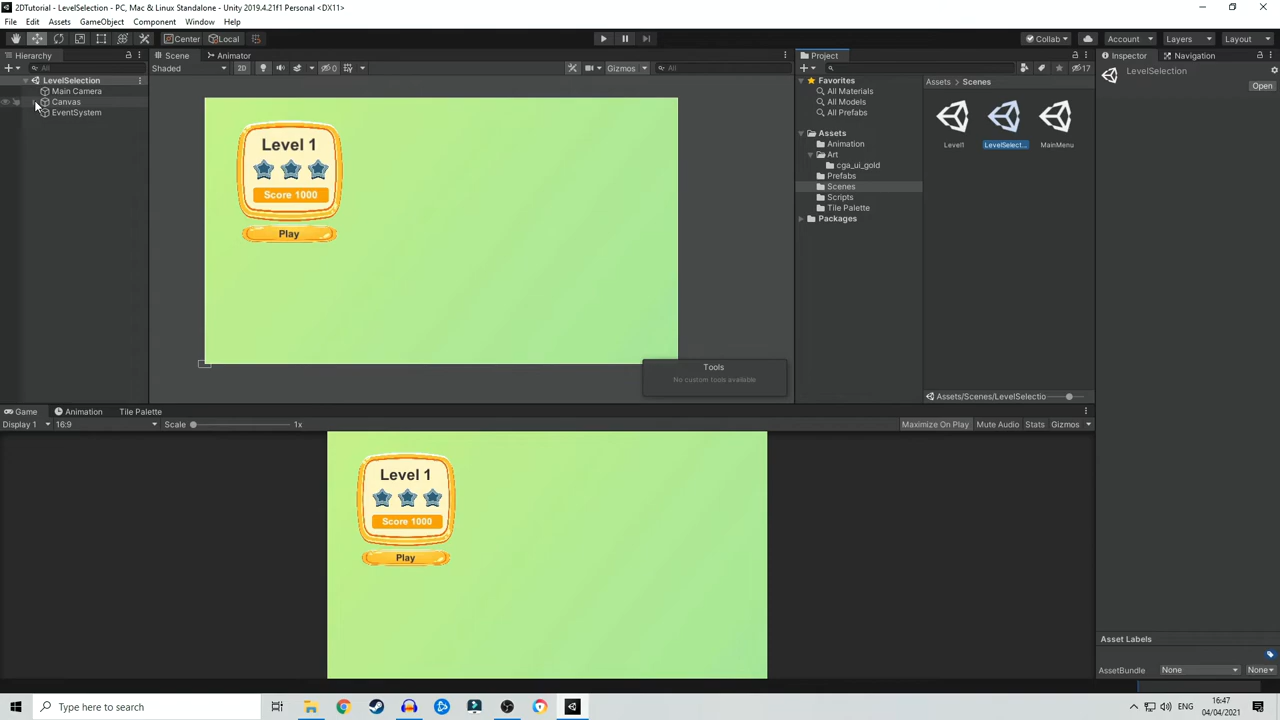 2DTutorial - LevelSelection - PC, Mac & Linux Standalone - Unity 2019.4.21f1 Personal <DX11>
File Edit Assets GameObject Component Window Help
Center Local Collab Account Layers Layout
Hierarchy Scene Animator Project Inspector Navigation
All Shaded 2D 0 Gizmos All 17
LevelSelection
Main Camera
Canvas
EventSystem
Level 1
Score 1000
Play
Tools
No custom tools available
Favorites
All Materials
All Models
All Prefabs
Assets
Animation
Art
cga_ui_gold
Prefabs
Scenes
Scripts
Tile Palette
Packages
Assets Scenes
Level1 LevelSelect... MainMenu
Assets/Scenes/LevelSelectio
LevelSelection
Open
Game Animation Tile Palette
Display 1 16:9 Scale 1x Maximize On Play Mute Audio Stats Gizmos
Level 1
Score 1000
Play
Asset Labels
AssetBundle None None
Type here to search
ENG
16:47
04/04/2021